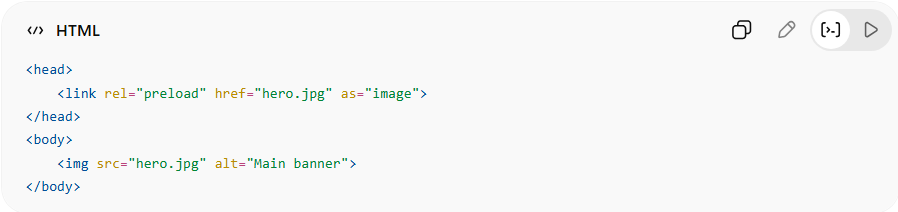 HTML
<head>
    <link rel="preload" href="hero.jpg" as="image">
</head>
<body>
    <img src="hero.jpg" alt="Main banner">
</body>